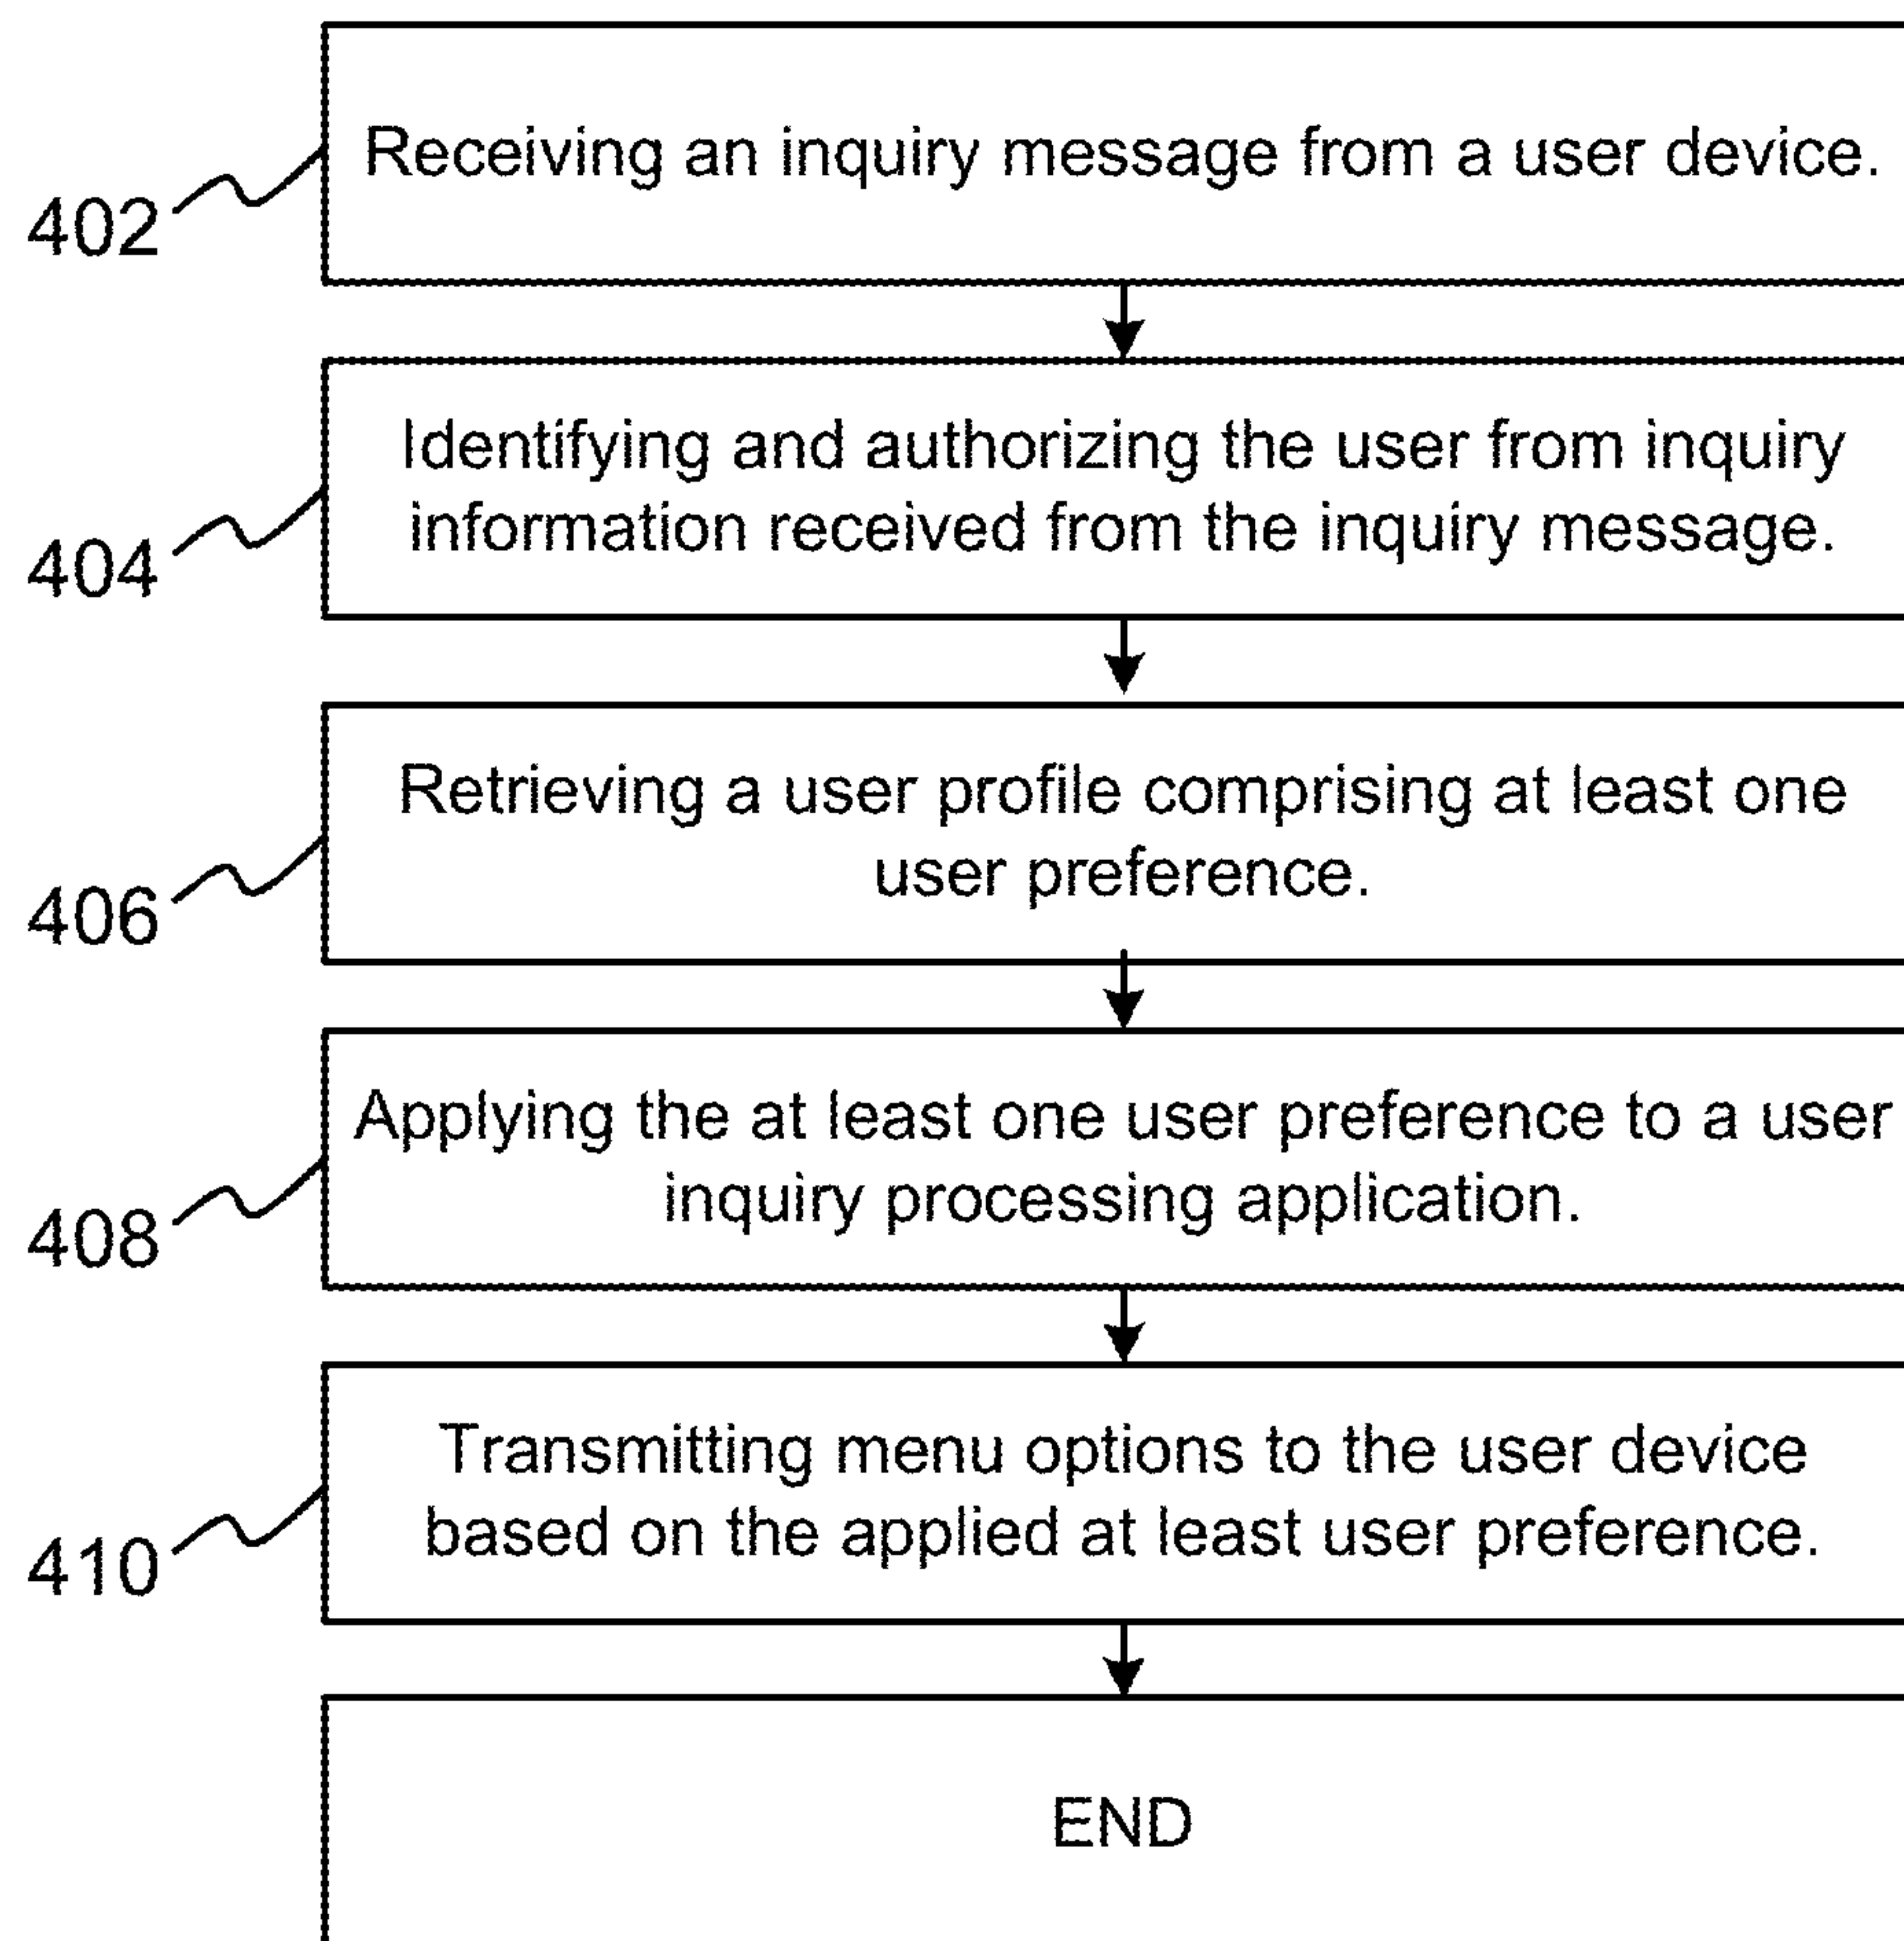 Receiving an inquiry message from a user device.
402
Identifying and authorizing the user from inquiry
information received from the inquiry message.
404
Retrieving a user profile comprising at least one
user preference.
406
Applying the at least one user preference to a user
inquiry processing application.
408
Transmitting menu options to the user device
based on the applied at least user preference.
410
END